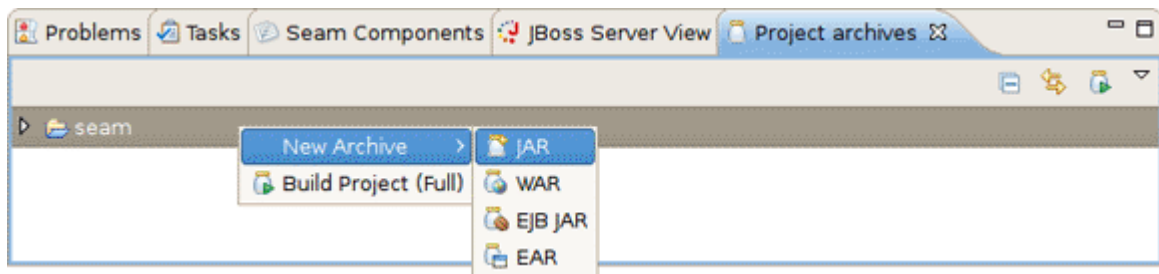 Problems Tasks Seam Components JBoss Server View Project archives
seam
New Archive JAR
Build Project (Full) WAR
EJB JAR
EAR